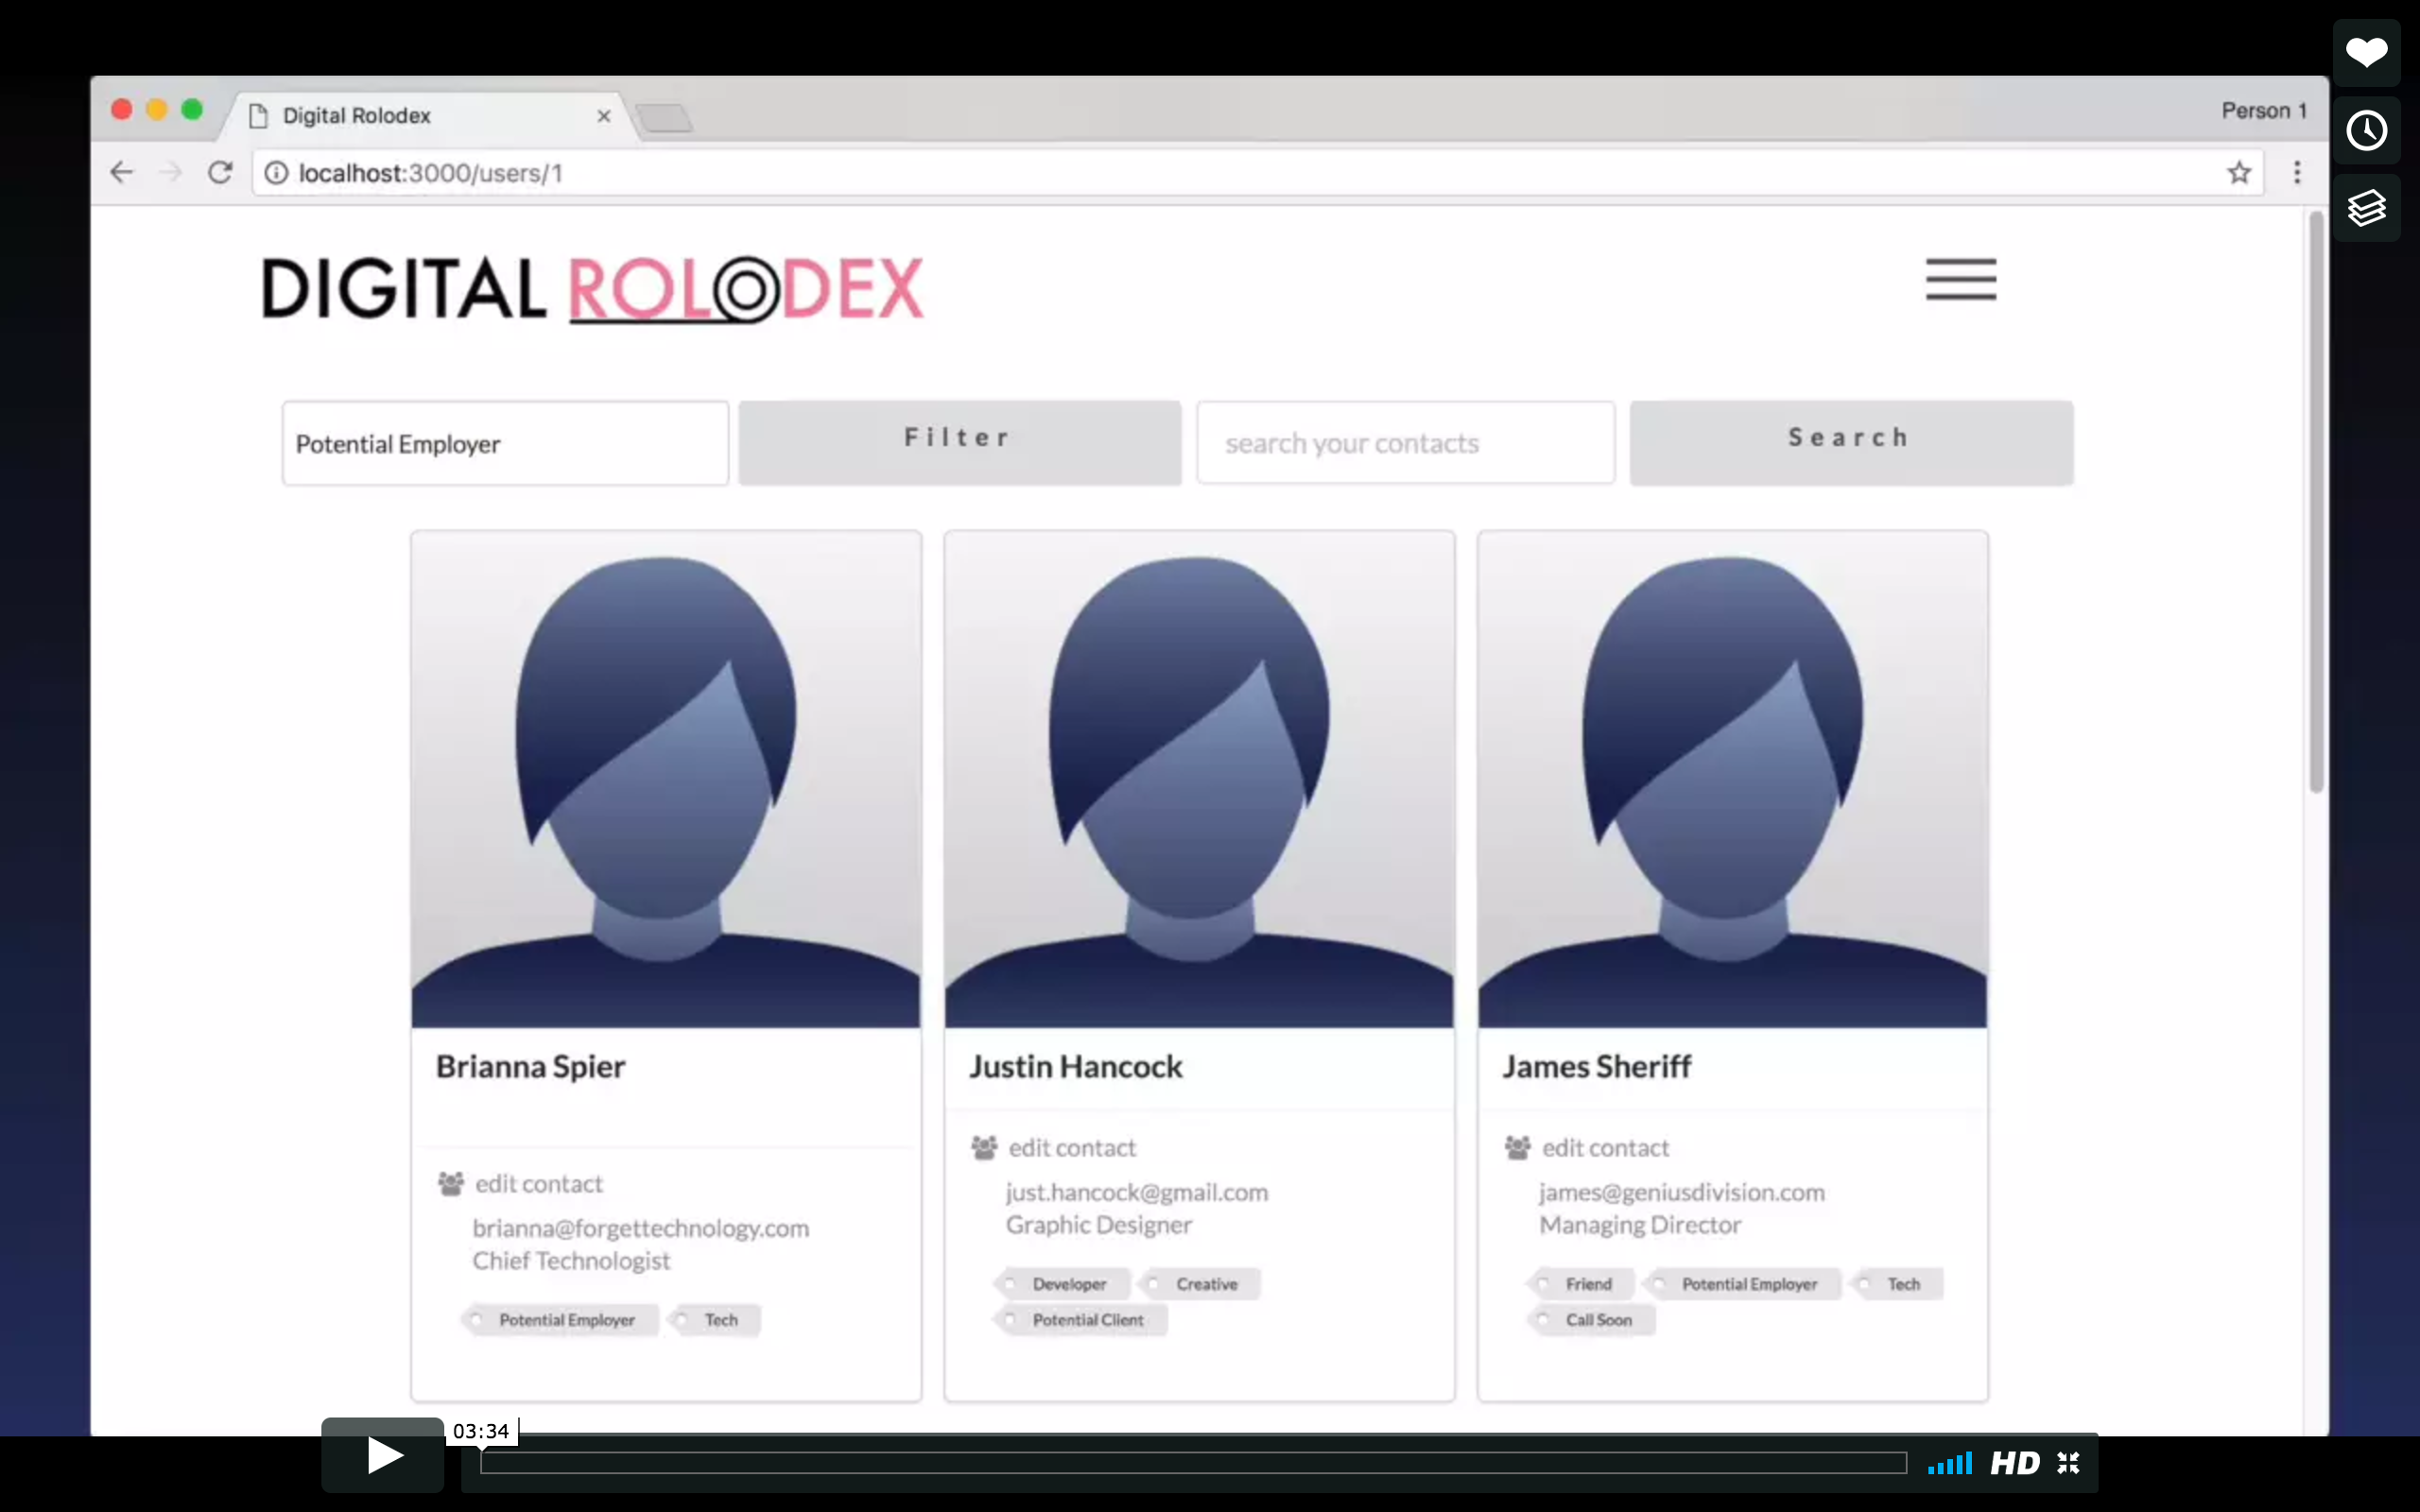 Digital Rolodex
Person 1
localhost:3000/users/1
DIGITAL ROLODEX
Potential Employer
Filter
search your contacts
Search
Brianna Spier
edit contact
brianna@forgettechnology.com
Chief Technologist
Potential Employer
Tech
Justin Hancock
edit contact
just.hancock@gmail.com
Graphic Designer
Developer
Creative
Potential Client
James Sheriff
edit contact
james@geniusdivision.com
Managing Director
Friend
Potential Employer
Tech
Call Soon
03:34
HD